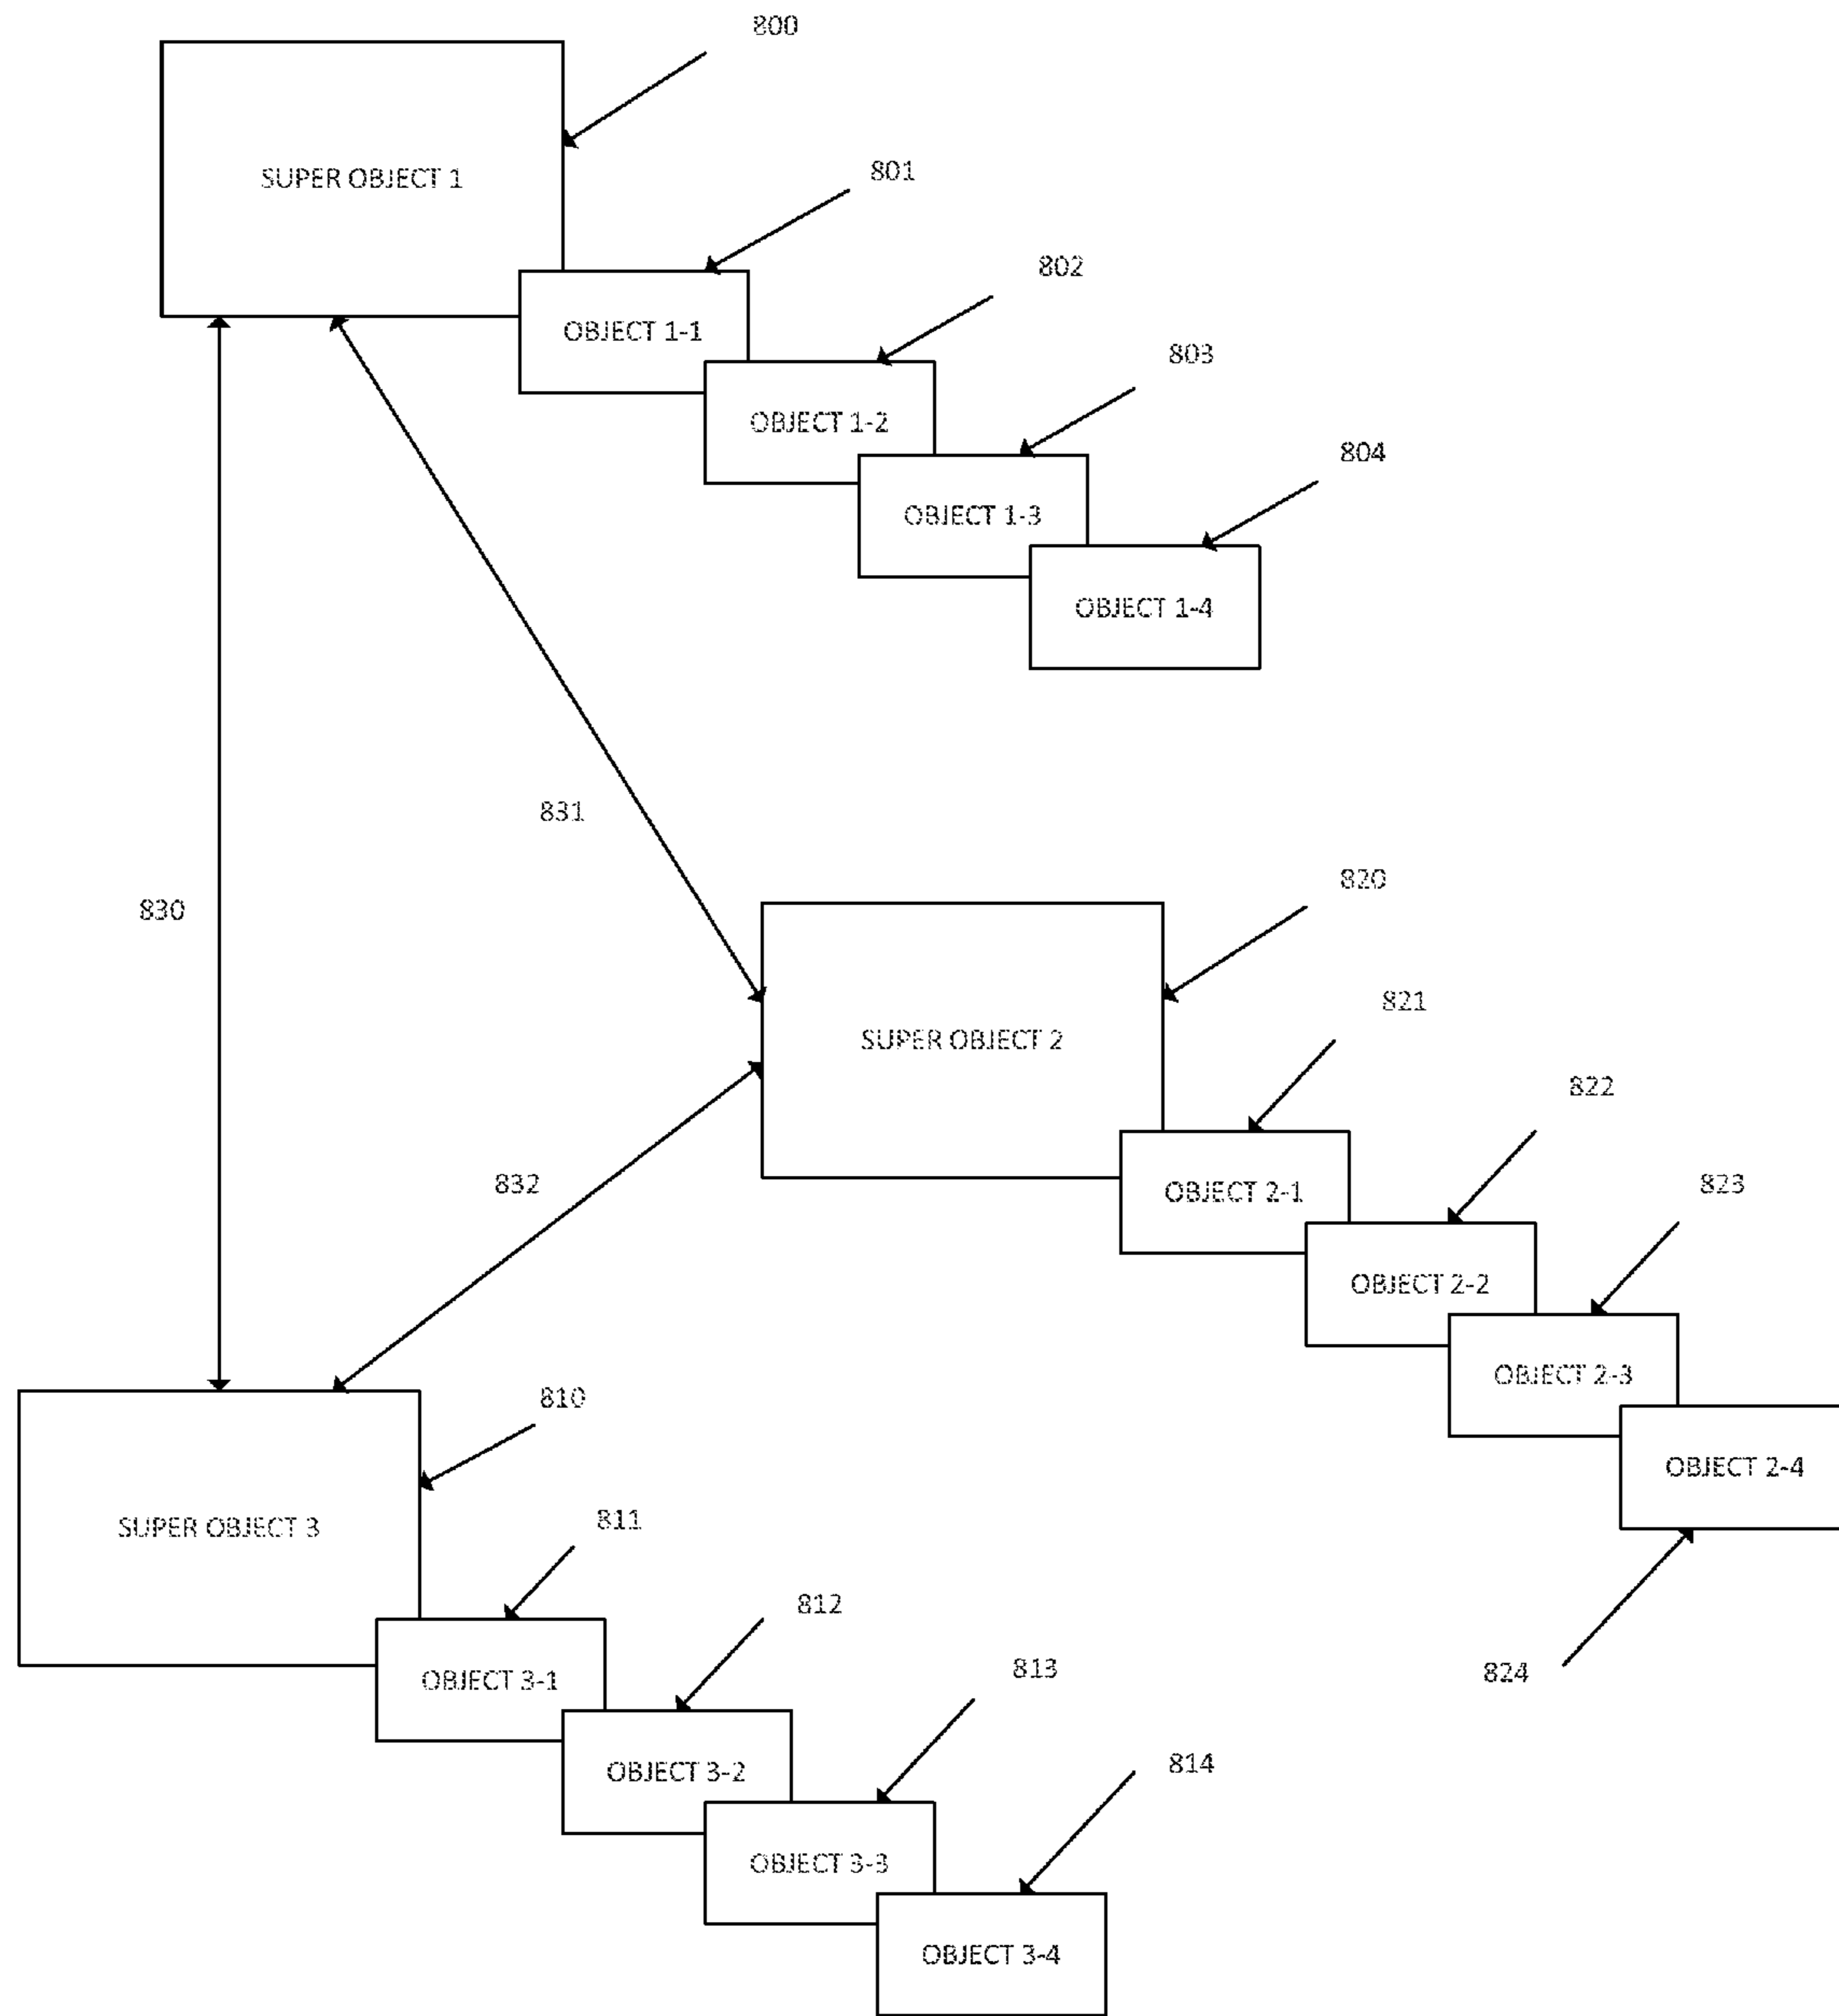 800
SUPER OBJECT 1
801
OBJECT 1-1
802
OBJECT 1-2
803
OBJECT 1-3
804
OBJECT 1-4
831
830
820
SUPER OBJECT 2
821
OBJECT 2-1
822
OBJECT 2-2
823
OBJECT 2-3
OBJECT 2-4
824
832
810
SUPER OBJECT 3
811
OBJECT 3-1
812
OBJECT 3-2
813
OBJECT 3-3
814
OBJECT 3-4